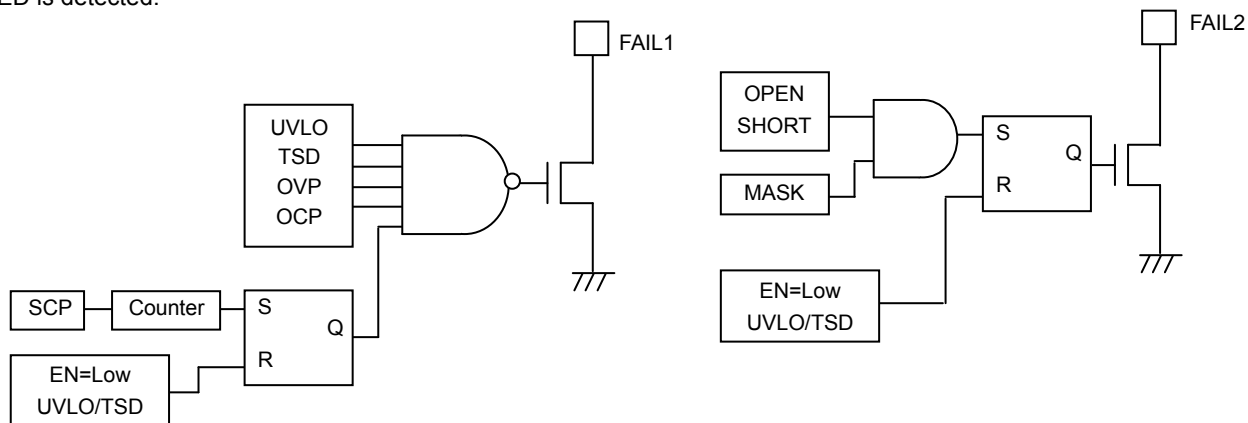 ED is detected.
FAIL1
UVLO
TSD
OVP
OCP
SCP
Counter
S
R
Q
EN=Low
UVLO/TSD
FAIL2
OPEN
SHORT
MASK
S
R
Q
EN=Low
UVLO/TSD